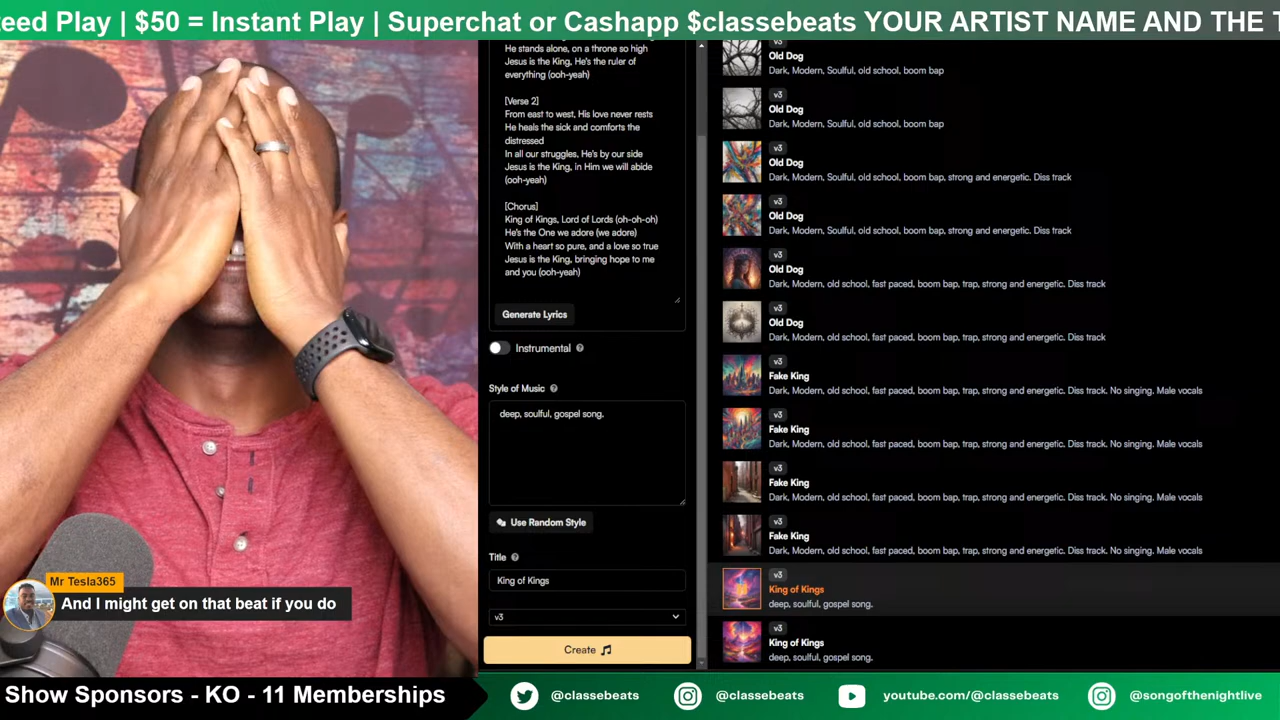 eed Play | $50 = Instant Play | Superchat or Cashapp $classebeats YOUR ARTIST NAME AND THE
He stands alone, on a throne so high
Jesus is the King, He's the ruler of
everything (ooh-yeah)
[Verse 2]
From east to west, His love never rests
He heals the sick and comforts the
distressed
In all our struggles, He's by our side
Jesus is the King, in Him we will abide
(ooh-yeah)
[Chorus]
King of Kings, Lord of Lords (oh-oh-oh)
He's the One we adore (we adore)
With a heart so pure, and a love so true
Jesus is the King, bringing hope to me
and you (ooh-yeah)
Generate Lyrics
Instrumental
Style of Music
deep, soulful, gospel song.
Use Random Style
Title
King of Kings
v3
Create
v3
Old Dog
Dark, Modern, Soulful, old school, boom bap
v3
Old Dog
Dark, Modern, Soulful, old school, boom bap
v3
Old Dog
Dark, Modern, Soulful, old school, boom bap, strong and energetic. Diss track
v3
Old Dog
Dark, Modern, Soulful, old school, boom bap, strong and energetic. Diss track
v3
Old Dog
Dark, Modern, old school, fast paced, boom bap, trap, strong and energetic. Diss track
v3
Old Dog
Dark, Modern, old school, fast paced, boom bap, trap, strong and energetic. Diss track
v3
Fake King
Dark, Modern, old school, fast paced, boom bap, trap, strong and energetic. Diss track. No singing. Male vocals
v3
Fake King
Dark, Modern, old school, fast paced, boom bap, trap, strong and energetic. Diss track. No singing. Male vocals
v3
Fake King
Dark, Modern, old school, fast paced, boom bap, trap, strong and energetic. Diss track. No singing. Male vocals
v3
Fake King
Dark, Modern, old school, fast paced, boom bap, trap, strong and energetic. Diss track. No singing. Male vocals
v3
King of Kings
deep, soulful, gospel song.
v3
King of Kings
deep, soulful, gospel song.
Mr Tesla365
And I might get on that beat if you do
Show Sponsors - KO - 11 Memberships
@classebeats
@classebeats
youtube.com/@classebeats
@songofthenightlive